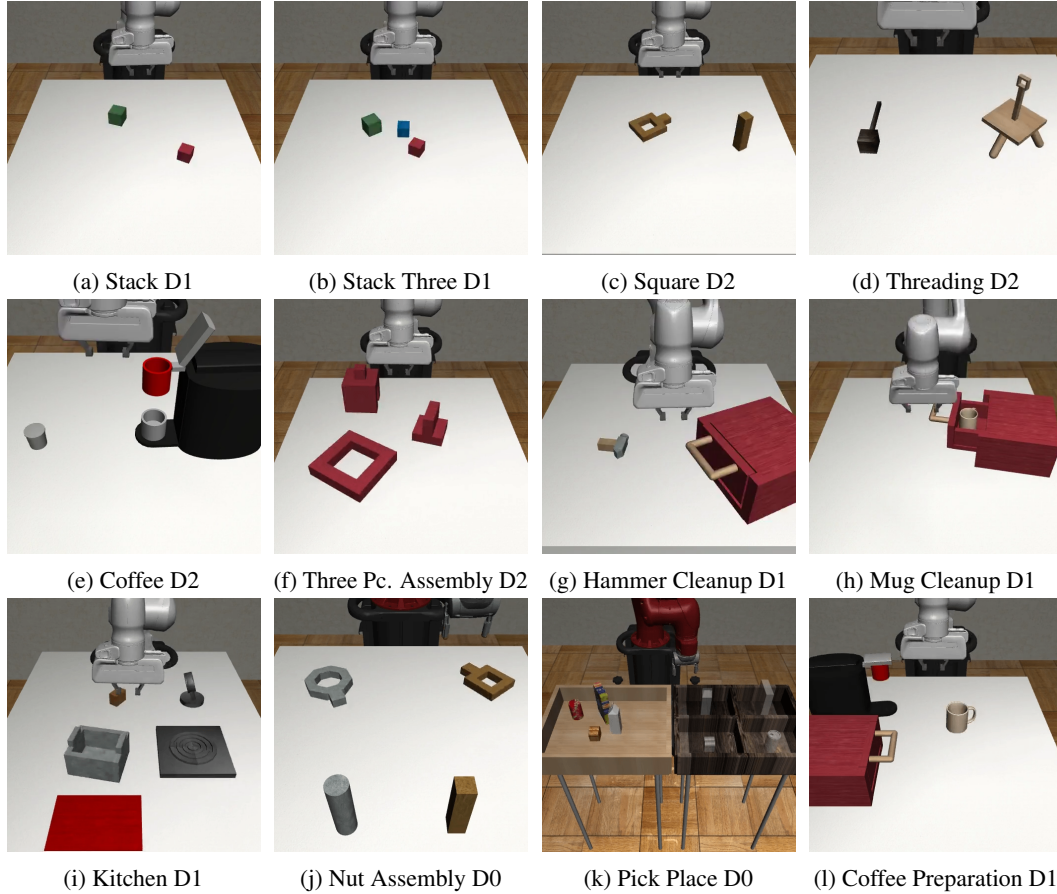 (a) Stack D1
(b) Stack Three D1
(c) Square D2
(d) Threading D2
(e) Coffee D2
(f) Three Pc. Assembly D2
(g) Hammer Cleanup D1
(h) Mug Cleanup D1
(i) Kitchen D1
(j) Nut Assembly D0
(k) Pick Place D0
(l) Coffee Preparation D1